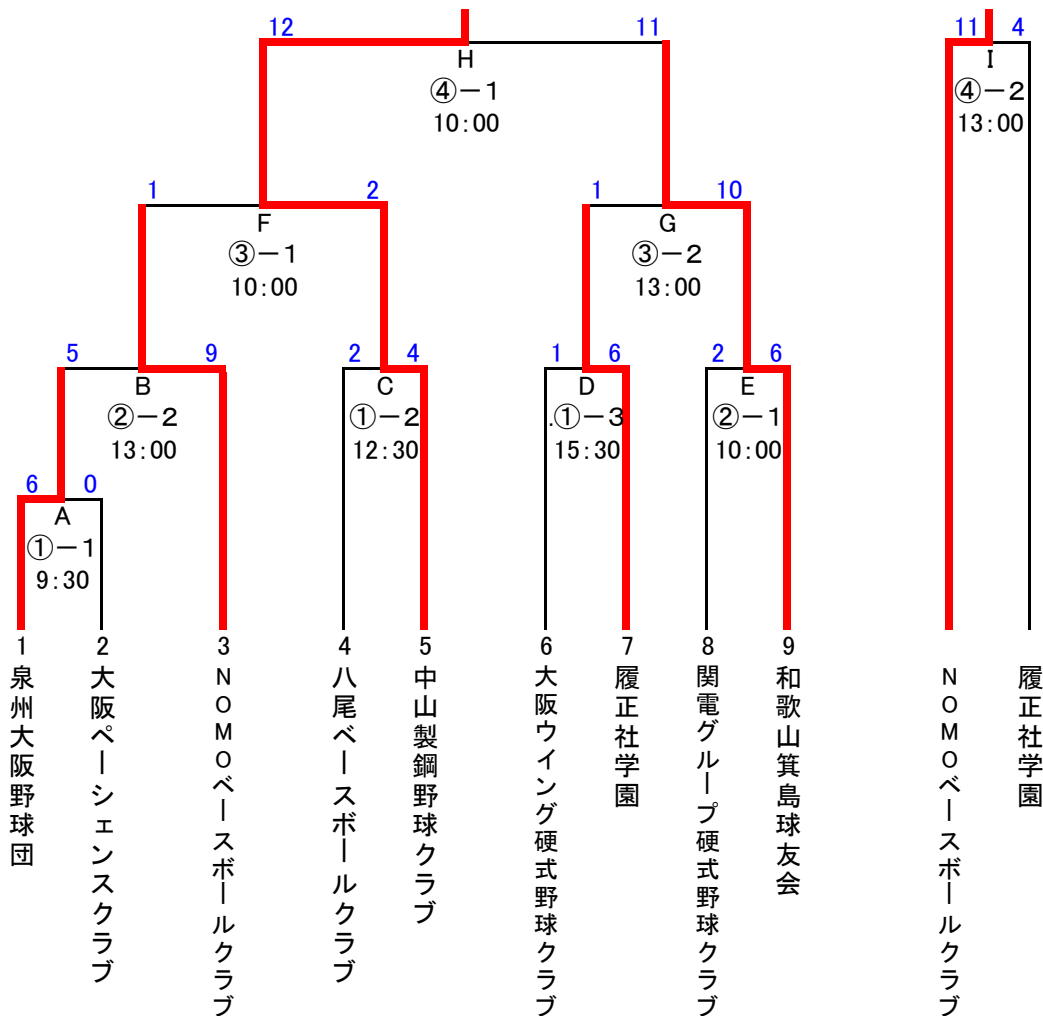 12 11 11 4
H I
④－1 ④－2
10:00 13:00
1 2 1 10
F G
③－1 ③－2
10:00 13:00
5 9 2 4 1 6 2 6
B C D E
②－2 ①－2 .①－3 ②－1
13:00 12:30 15:30 10:00
6 0
A
①－1
9:30
1 2 3 4 5 6 7 8 9
泉州大阪野球団
大阪ペーシェンスクラブ
NOMOベースボールクラブ
八尾ベースボールクラブ
中山製鋼野球クラブ
大阪ウイング硬式野球クラブ
履正社学園
関電グループ硬式野球クラブ
和歌山箕島球友会
NOMOベースボールクラブ
履正社学園